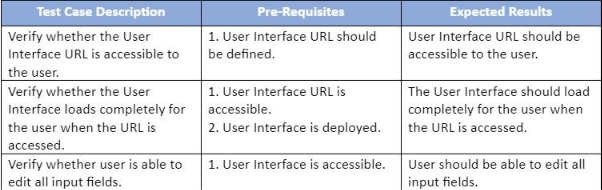 Test Case Description
Pre-Requisites
Expected Results
Verify whether the User
Interface URL is accessible to
the user.
1. User Interface URL should
be defined.
User Interface URL should be
accessible to the user.
Verify whether the User
Interface loads completely for
the user when the URL is
accessed.
1. User Interface URL is
accessible.
2. User Interface is deployed.
The User Interface should load
completely for the user when
the URL is accessed.
Verify whether user is able to
edit all input fields.
1. User Interface is accessible.
User should be able to edit all
input fields.